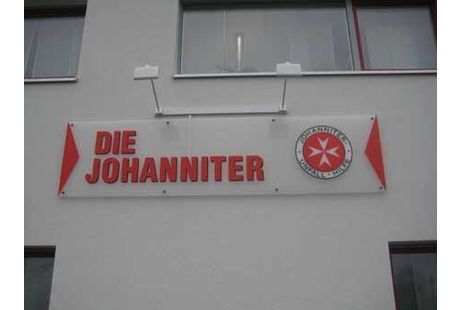 DIE
JOHANNITER
JOHANNITER-
UNFALL-HILFE